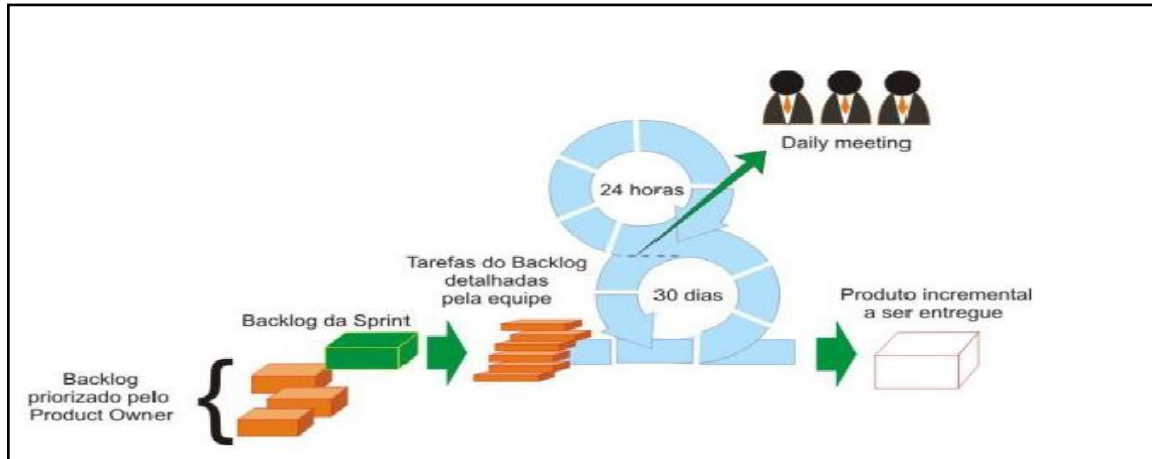 Backlog
priorizado pelo
Product Owner
Backlog da Sprint
Tarefas do Backlog
detalhadas
pela equipe
24 horas
30 dias
Daily meeting
Produto incremental
a ser entregue